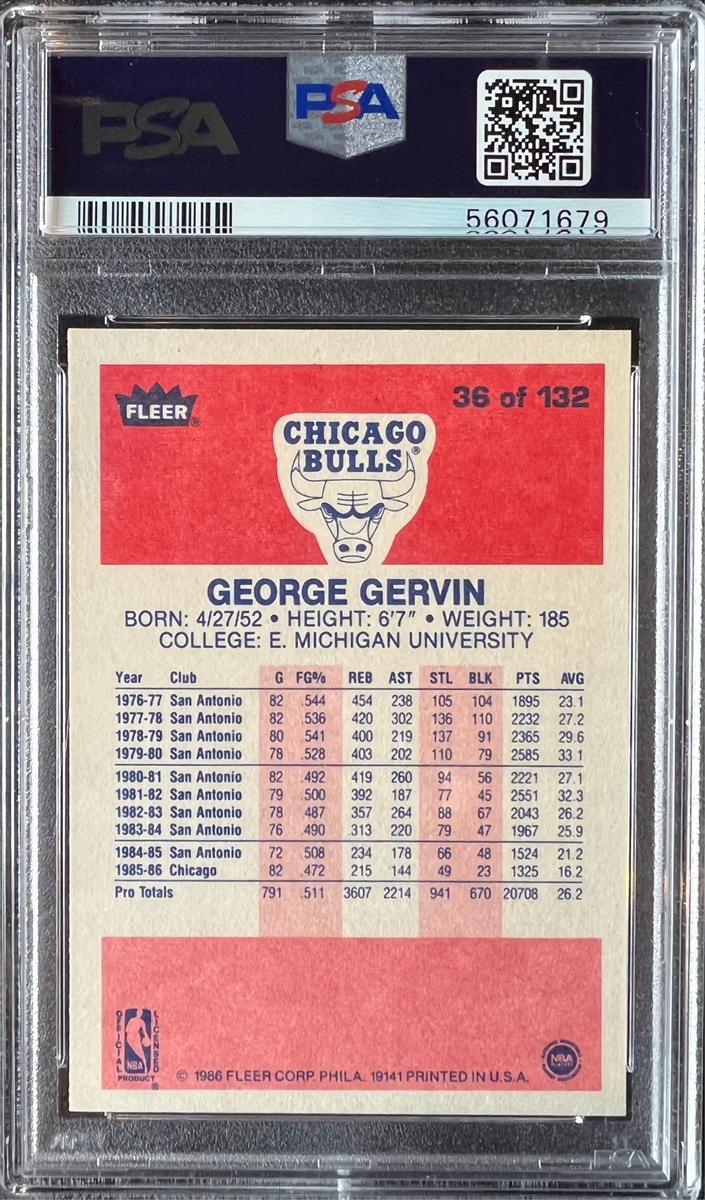 PSA PSA
56071679
FLEER® 36 of 132
CHICAGO
BULLS®
GEORGE GERVIN
BORN: 4/27/52 • HEIGHT: 6'7" • WEIGHT: 185
COLLEGE: E. MICHIGAN UNIVERSITY
Year Club G FG% REB AST STL BLK PTS AVG
1976-77 San Antonio 82 .544 454 238 105 104 1895 23.1
1977-78 San Antonio 82 .536 420 302 136 110 2232 27.2
1978-79 San Antonio 80 .541 400 219 137 91 2365 29.6
1979-80 San Antonio 78 .528 403 202 110 79 2585 33.1
1980-81 San Antonio 82 .492 419 260 94 56 2221 27.1
1981-82 San Antonio 79 .500 392 187 77 45 2551 32.3
1982-83 San Antonio 78 .487 357 264 88 67 2043 26.2
1983-84 San Antonio 76 .490 313 220 79 47 1967 25.9
1984-85 San Antonio 72 .508 234 178 66 48 1524 21.2
1985-86 Chicago 82 .472 215 144 49 23 1325 16.2
Pro Totals 791 .511 3607 2214 941 670 20708 26.2
OFFICIAL LICENSED
NBA
PRODUCT®
© 1986 FLEER CORP. PHILA. 19141 PRINTED IN U.S.A.
NBA
PSA